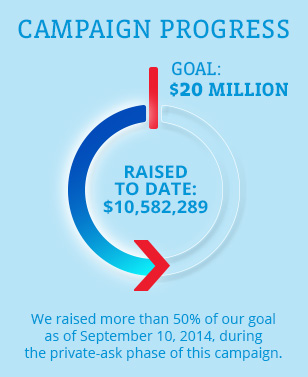 CAMPAIGN PROGRESS
GOAL:
$20 MILLION
RAISED
TO DATE:
$10,582,289
We raised more than 50% of our goal
as of September 10, 2014, during
the private-ask phase of this campaign.